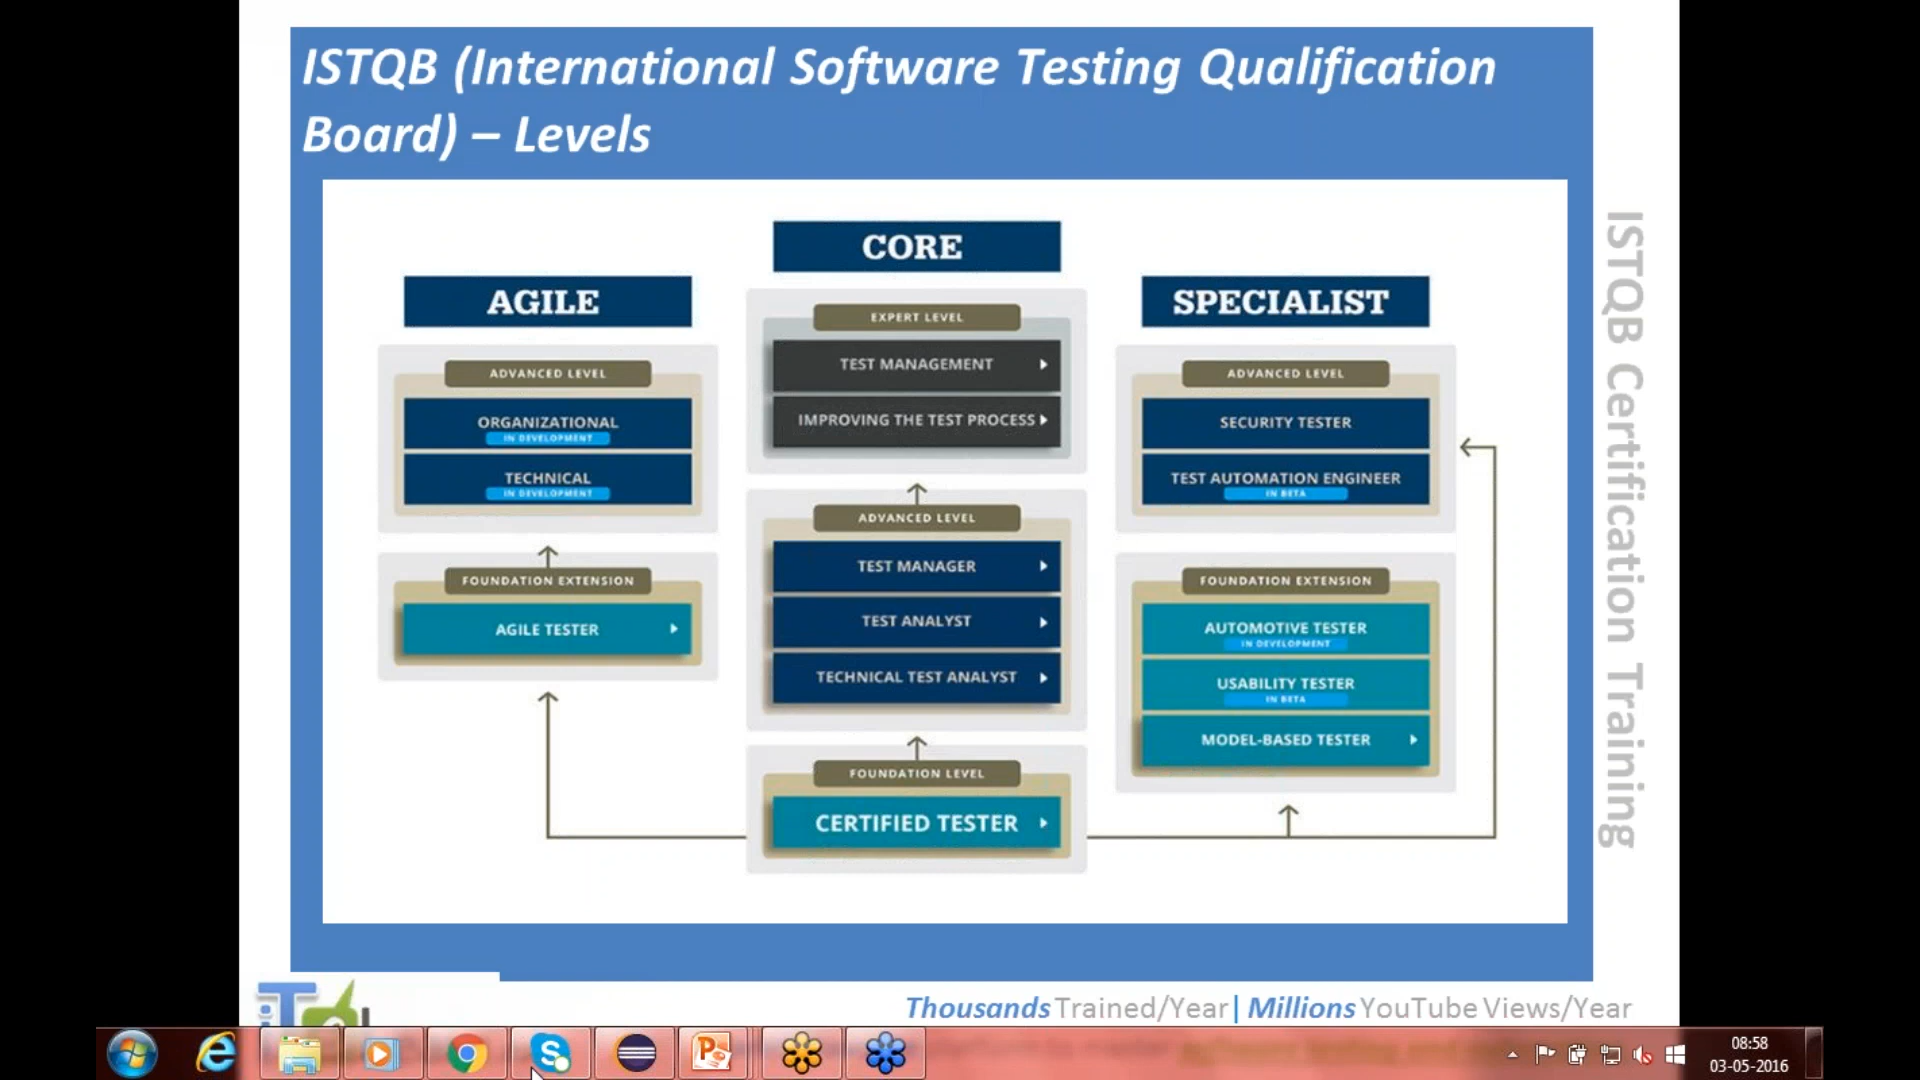 ISTQB (International Software Testing Qualification
Board) – Levels
AGILE
ADVANCED LEVEL
ORGANIZATIONAL
IN DEVELOPMENT
TECHNICAL
IN DEVELOPMENT
FOUNDATION EXTENSION
AGILE TESTER
CORE
EXPERT LEVEL
TEST MANAGEMENT
IMPROVING THE TEST PROCESS
ADVANCED LEVEL
TEST MANAGER
TEST ANALYST
TECHNICAL TEST ANALYST
FOUNDATION LEVEL
CERTIFIED TESTER
SPECIALIST
ADVANCED LEVEL
SECURITY TESTER
TEST AUTOMATION ENGINEER
IN BETA
FOUNDATION EXTENSION
AUTOMOTIVE TESTER
IN DEVELOPMENT
USABILITY TESTER
IN BETA
MODEL-BASED TESTER
ISTQB Certification Training
Thousands Trained/Year | Millions YouTube Views/Year
08:58
03-05-2016